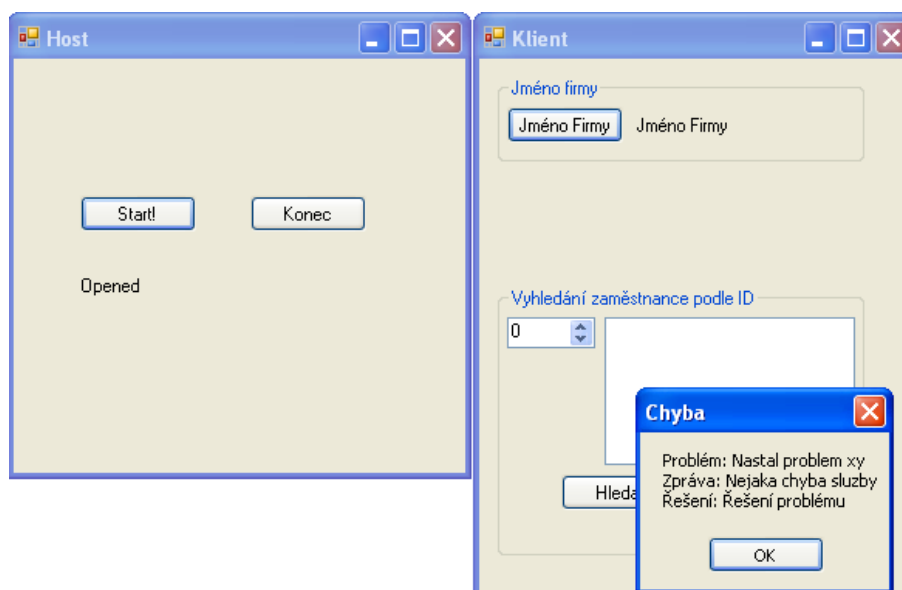 Host
Start!
Konec
Opened
Klient
Jméno firmy
Jméno Firmy
Jméno Firmy
Vyhledání zaměstnance podle ID
0
Chyba
Problém: Nastal problem xy
Zpráva: Nejaka chyba sluzby
Řešení: Řešení problému
OK